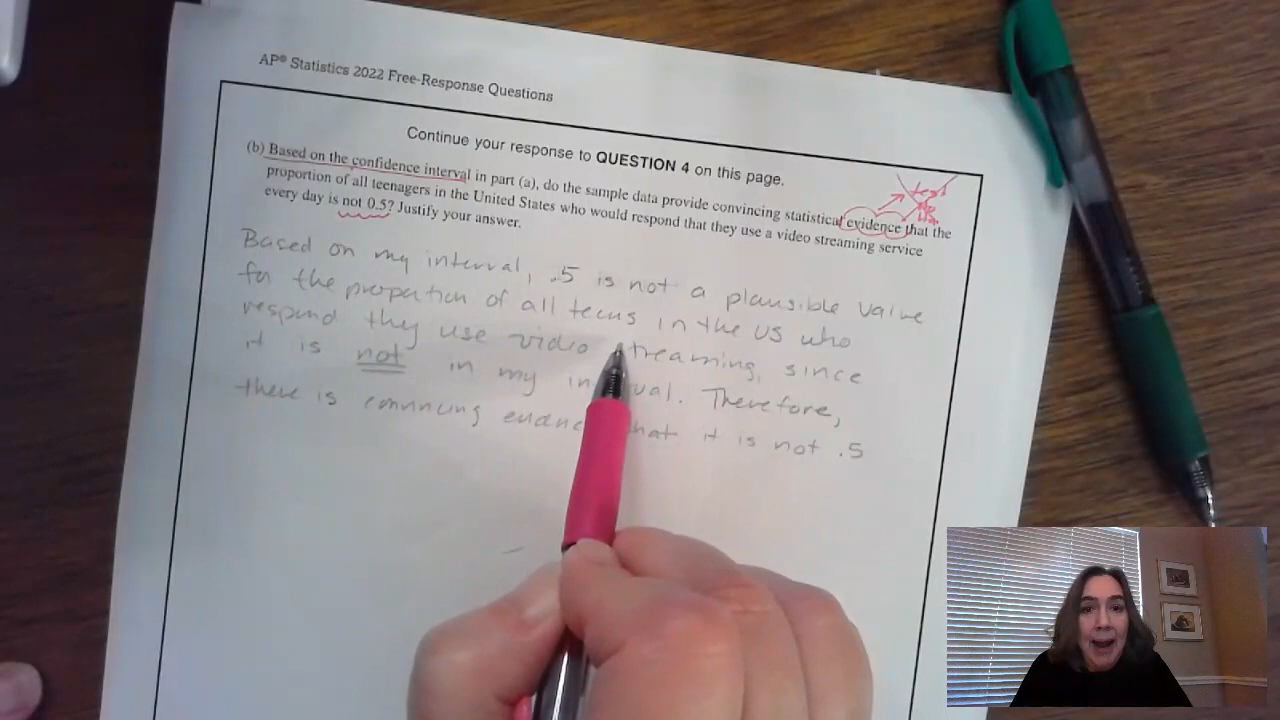 AP® Statistics 2022 Free-Response Questions
Continue your response to QUESTION 4 on this page.
(b) Based on the confidence interval in part (a), do the sample data provide convincing statistical evidence that the
proportion of all teenagers in the United States who would respond that they use a video streaming service
every day is not 0.5? Justify your answer.
test
Based on my interval, .5 is not a plausible value
for the proportion of all teens in the US who
respond they use video streaming, since
it is not in my Therefore,
there is that it is not .5